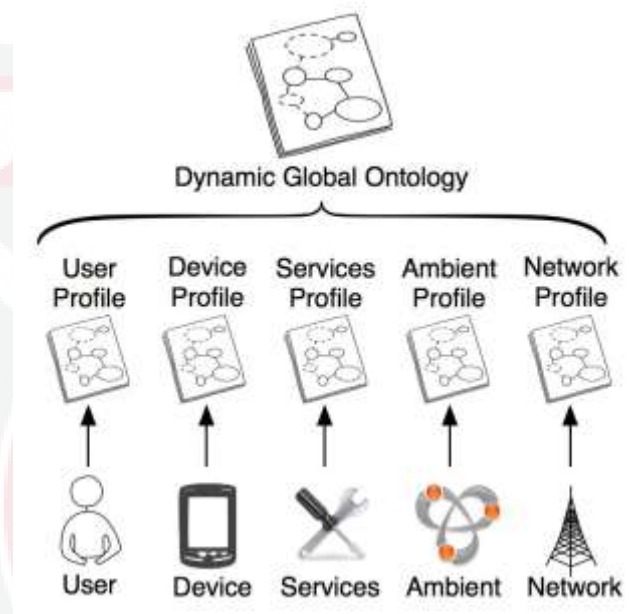 Dynamic Global Ontology
User Device Services Ambient Network
Profile Profile Profile Profile Profile
User Device Services Ambient Network